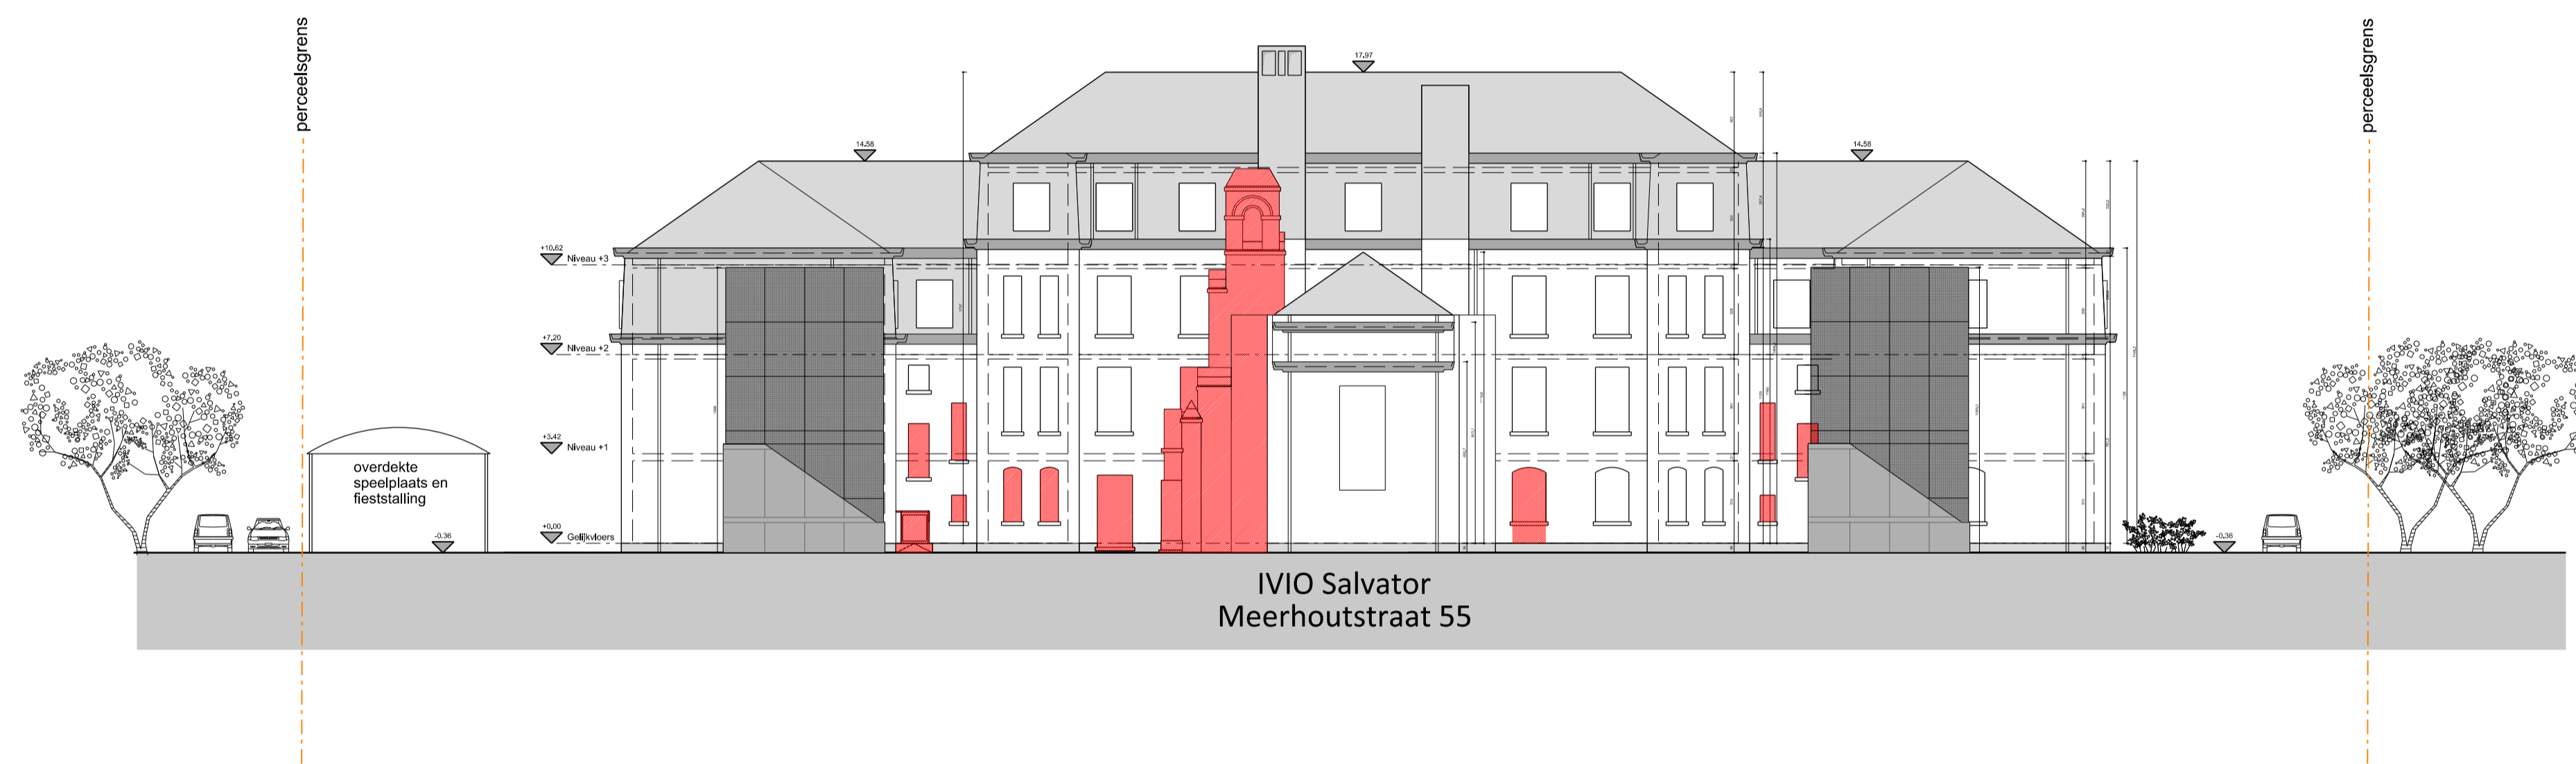 perceelsgrens
perceelsgrens
17.97
14.58
14.58
+10.62
Niveau +3
+7.20
Niveau +2
+3.42
Niveau +1
overdekte
speelplaats en
fieststalling
-0.36
+0.00
Gelijkvloers
-0.36
IVIO Salvator
Meerhoutstraat 55